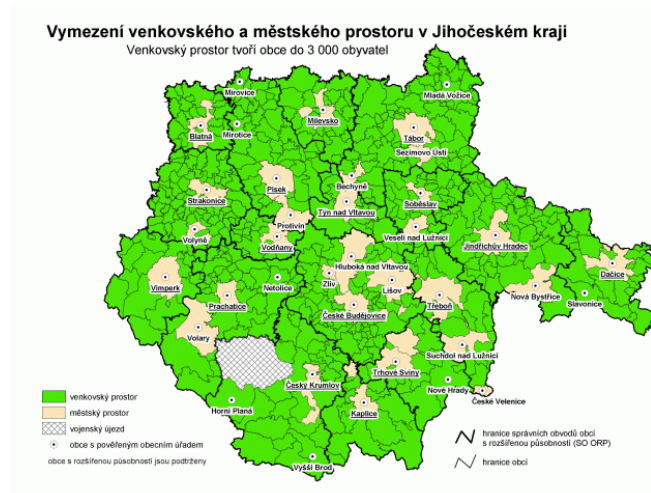 Vymezení venkovského a městského prostoru v Jihočeském kraji
Venkovský prostor tvoří obce do 3 000 obyvatel
Mirovice
Mladá Vožice
Milevsko
Mirotice
Blatná
Tábor
Sezimovo Ústí
Písek
Bechyně
Strakonice
Soběslav
Týn nad Vltavou
Protivín
Volyně
Vodňany
Veselí nad Lužnicí
Jindřichův Hradec
Hluboká nad Vltavou
Dačice
Vimperk
Netolice
Zliv
Lišov
Nová Bystřice
Slavonice
Prachatice
České Budějovice
Třeboň
Volary
Suchdol nad Lužnicí
Trhové Sviny
Český Krumlov
Nové Hrady
České Velenice
Horní Planá
Kaplice
Vyšší Brod
venkovský prostor
městský prostor
vojenský újezd
obce s pověřeným obecním úřadem
obce s rozšířenou působností jsou podtrženy
hranice správních obvodů obcí
s rozšířenou působností (SO ORP)
hranice obcí